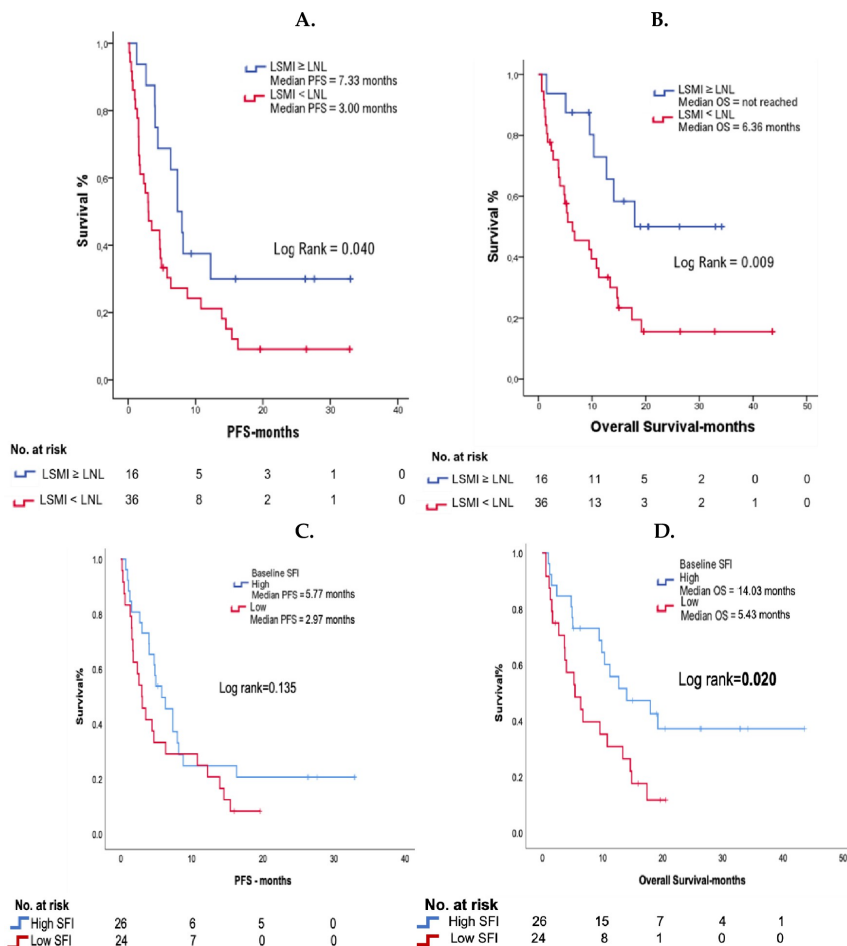 A.
1,0
0,8
0,6
0,4
0,2
0,0
Survival %
LSMI ≥ LNL
Median PFS = 7.33 months
LSMI < LNL
Median PFS = 3.00 months
Log Rank = 0.040
0 10 20 30 40
PFS-months
No. at risk
LSMI ≥ LNL 16 5 3 1 0
LSMI < LNL 36 8 2 1 0
B.
1,0
0,8
0,6
0,4
0,2
0,0
Survival %
LSMI ≥ LNL
Median OS = not reached
LSMI < LNL
Median OS = 6.36 months
Log Rank = 0.009
0 10 20 30 40 50
Overall Survival-months
No. at risk
LSMI ≥ LNL 16 11 5 2 0 0
LSMI < LNL 36 13 3 2 1 0
C.
1.0
0.8
0.6
0.4
0.2
0.0
Survival%
Baseline SFI
High
Median PFS =5.77 months
Low
Median PFS =2.97 months
Log rank=0.135
0 10 20 30 40
PFS - months
No. at risk
High SFI 26 6 5 0
Low SFI 24 7 0 0
D.
1.0
0.8
0.6
0.4
0.2
0.0
Survival%
Baseline SFI
High
Median OS = 14.03 months
Low
Median OS = 5.43 months
Log rank=0.020
0 10 20 30 40 50
Overall Survival-months
No. at risk
High SFI 26 15 7 4 1
Low SFI 24 8 1 0 0